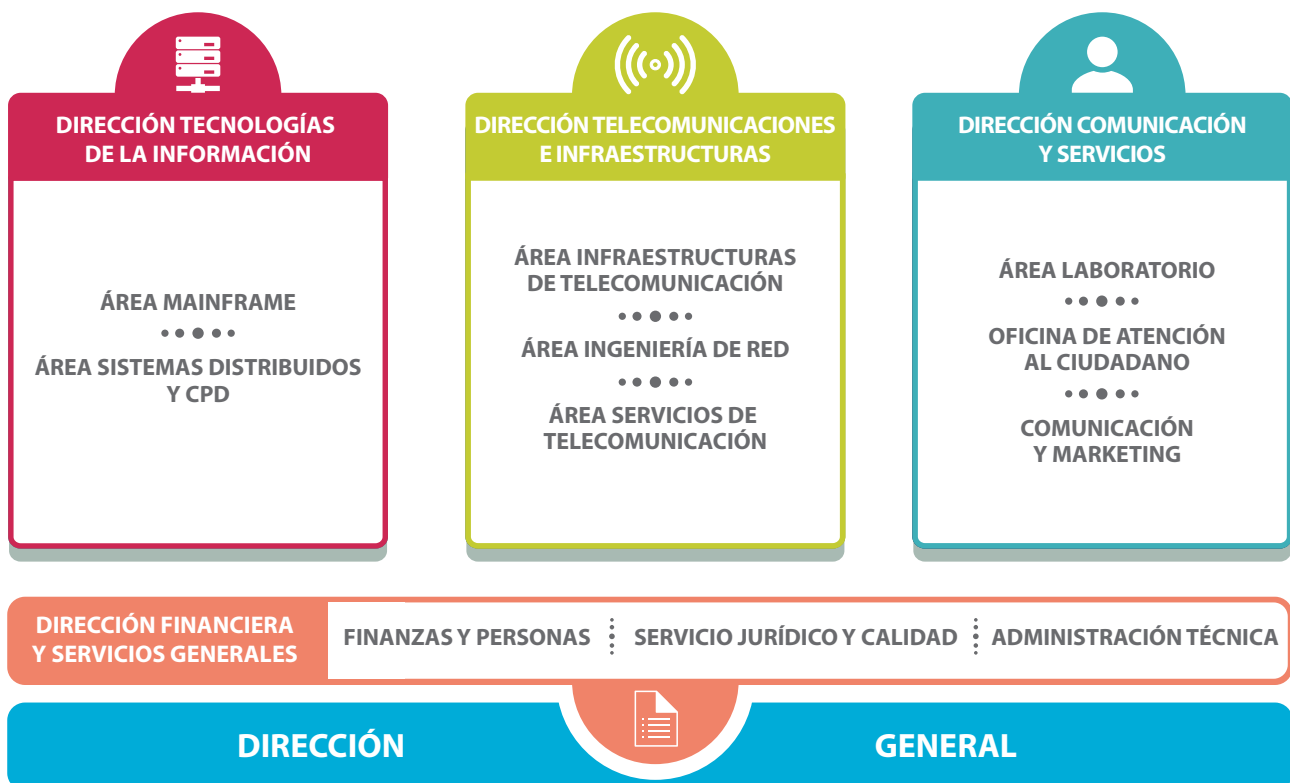 DIRECCIÓN TECNOLOGÍAS
DE LA INFORMACIÓN
ÁREA MAINFRAME
ÁREA SISTEMAS DISTRIBUIDOS
Y CPD
DIRECCIÓN TELECOMUNICACIONES
E INFRAESTRUCTURAS
ÁREA INFRAESTRUCTURAS
DE TELECOMUNICACIÓN
ÁREA INGENIERÍA DE RED
ÁREA SERVICIOS DE
TELECOMUNICACIÓN
DIRECCIÓN COMUNICACIÓN
Y SERVICIOS
ÁREA LABORATORIO
OFICINA DE ATENCIÓN
AL CIUDADANO
COMUNICACIÓN
Y MARKETING
DIRECCIÓN FINANCIERA
Y SERVICIOS GENERALES
FINANZAS Y PERSONAS
SERVICIO JURÍDICO Y CALIDAD
ADMINISTRACIÓN TÉCNICA
DIRECCIÓN GENERAL